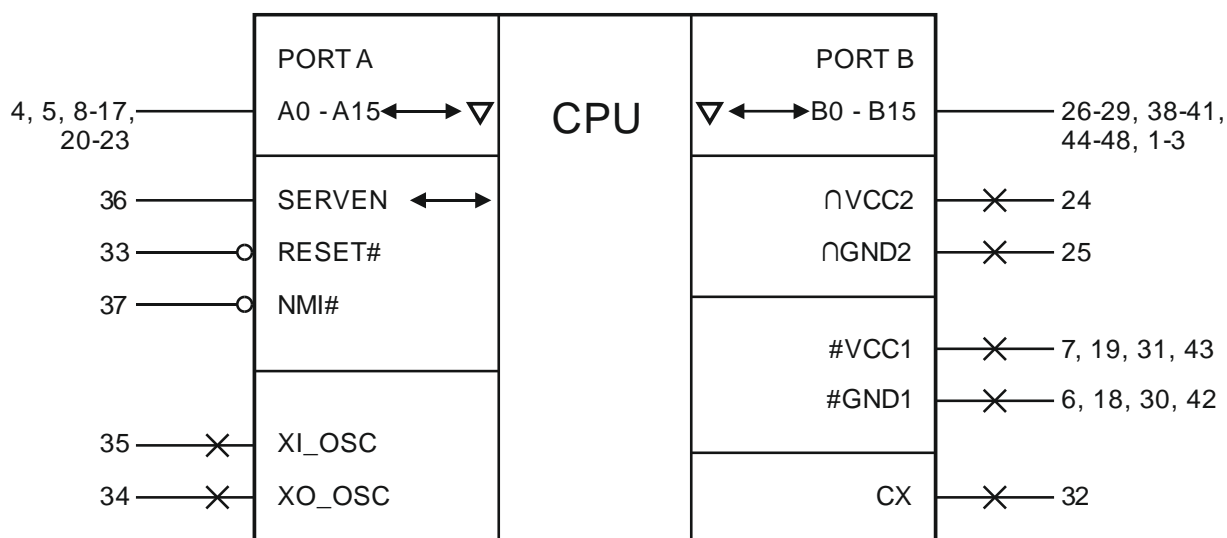 PORT A
A0 - A15
4, 5, 8-17,
20-23
36
SERVEN
33
RESET#
37
NMI#
35
XI_OSC
34
XO_OSC
CPU
PORT B
B0 - B15
26-29, 38-41,
44-48, 1-3
∩VCC2
24
∩GND2
25
#VCC1
7, 19, 31, 43
#GND1
6, 18, 30, 42
CX
32